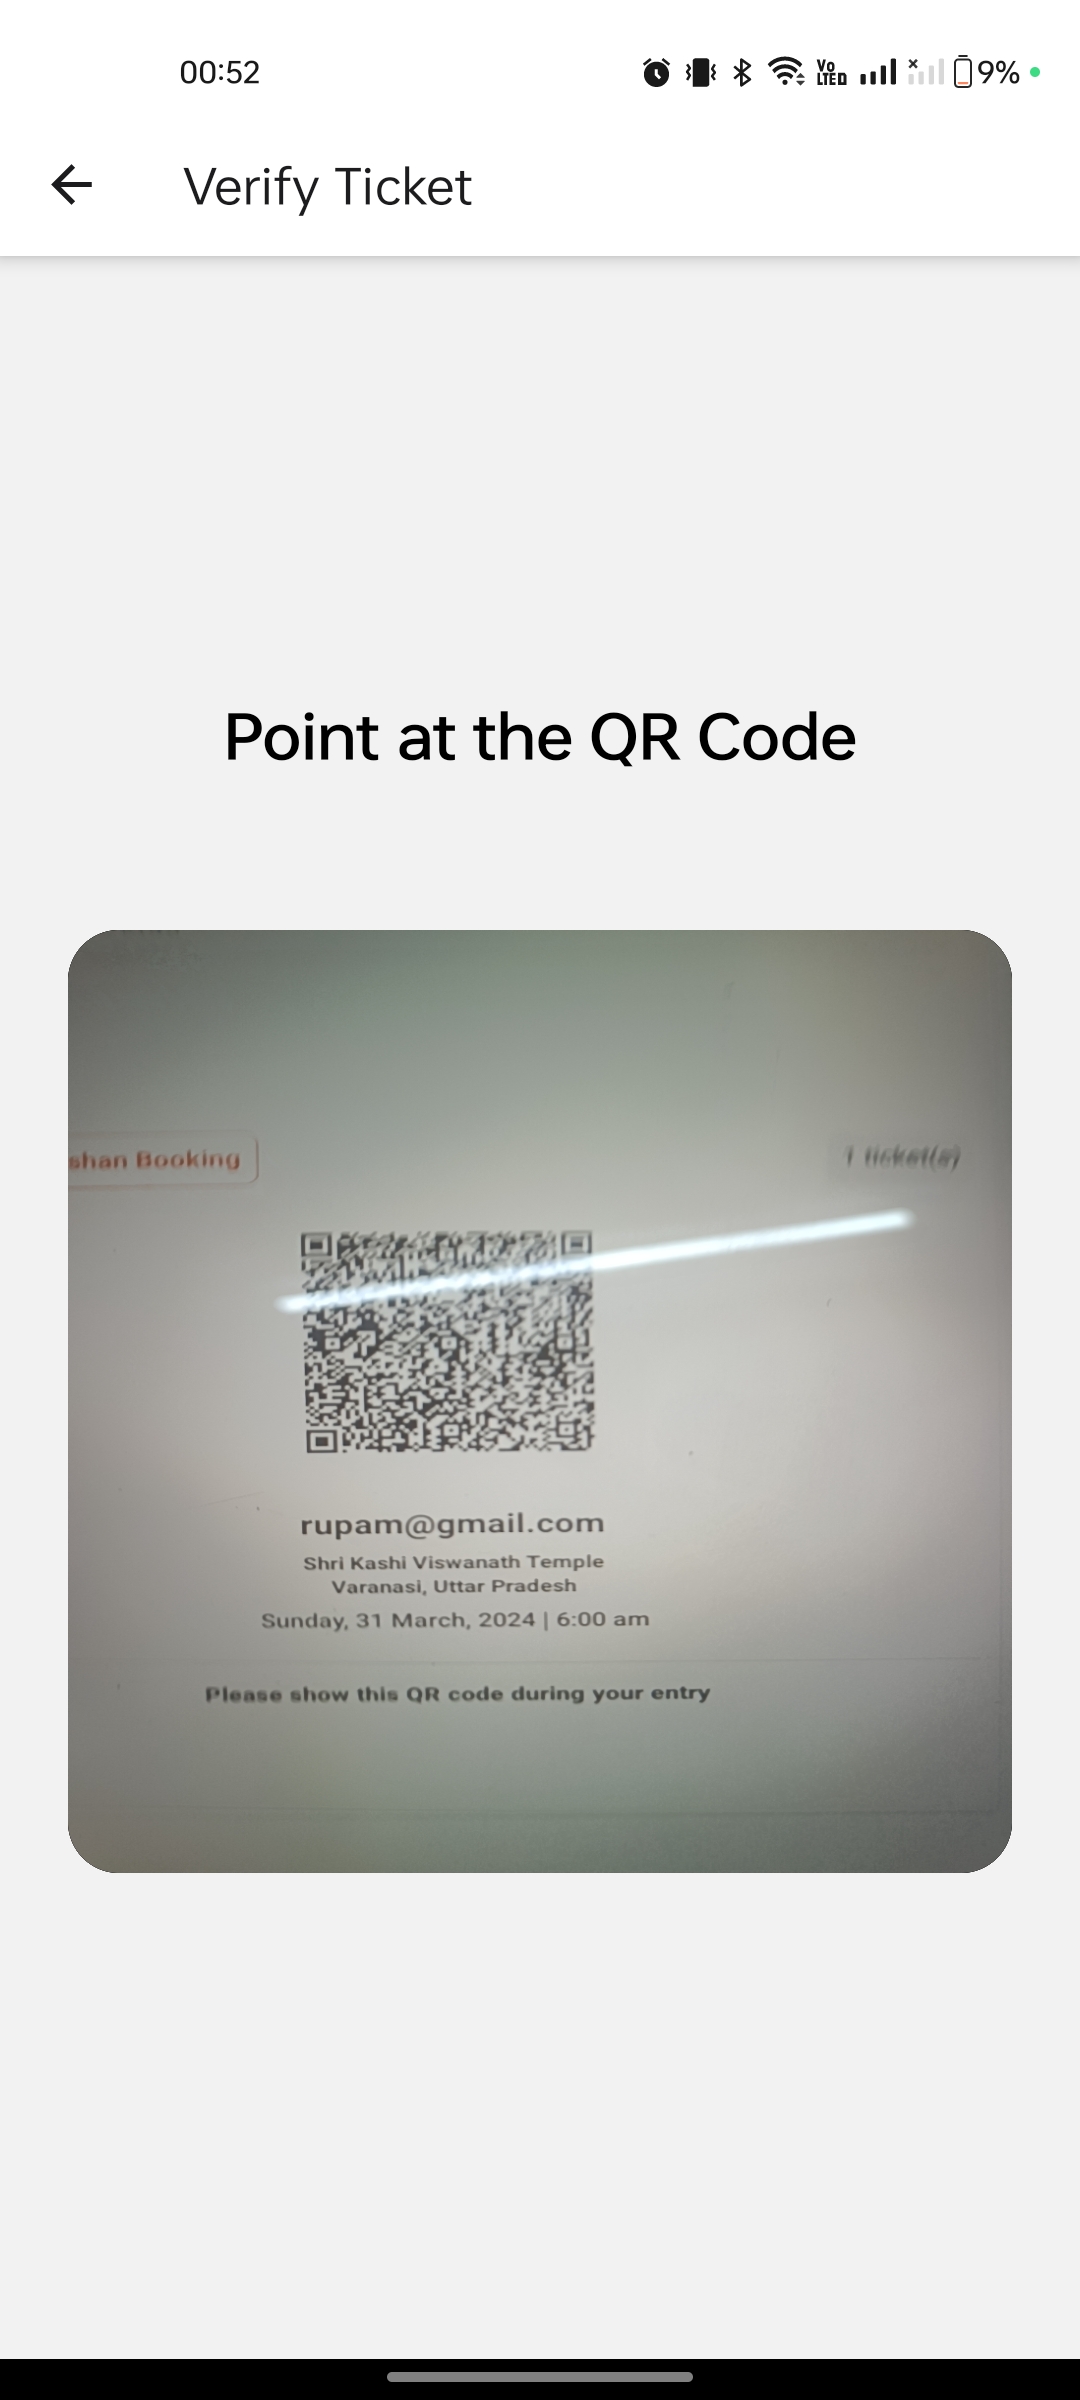 00:52
Vo
LTED
9%
Verify Ticket
Point at the QR Code
shan Booking
1 ticket(s)
rupam@gmail.com
Shri Kashi Viswanath Temple
Varanasi, Uttar Pradesh
Sunday, 31 March, 2024 | 6:00 am
Please show this QR code during your entry